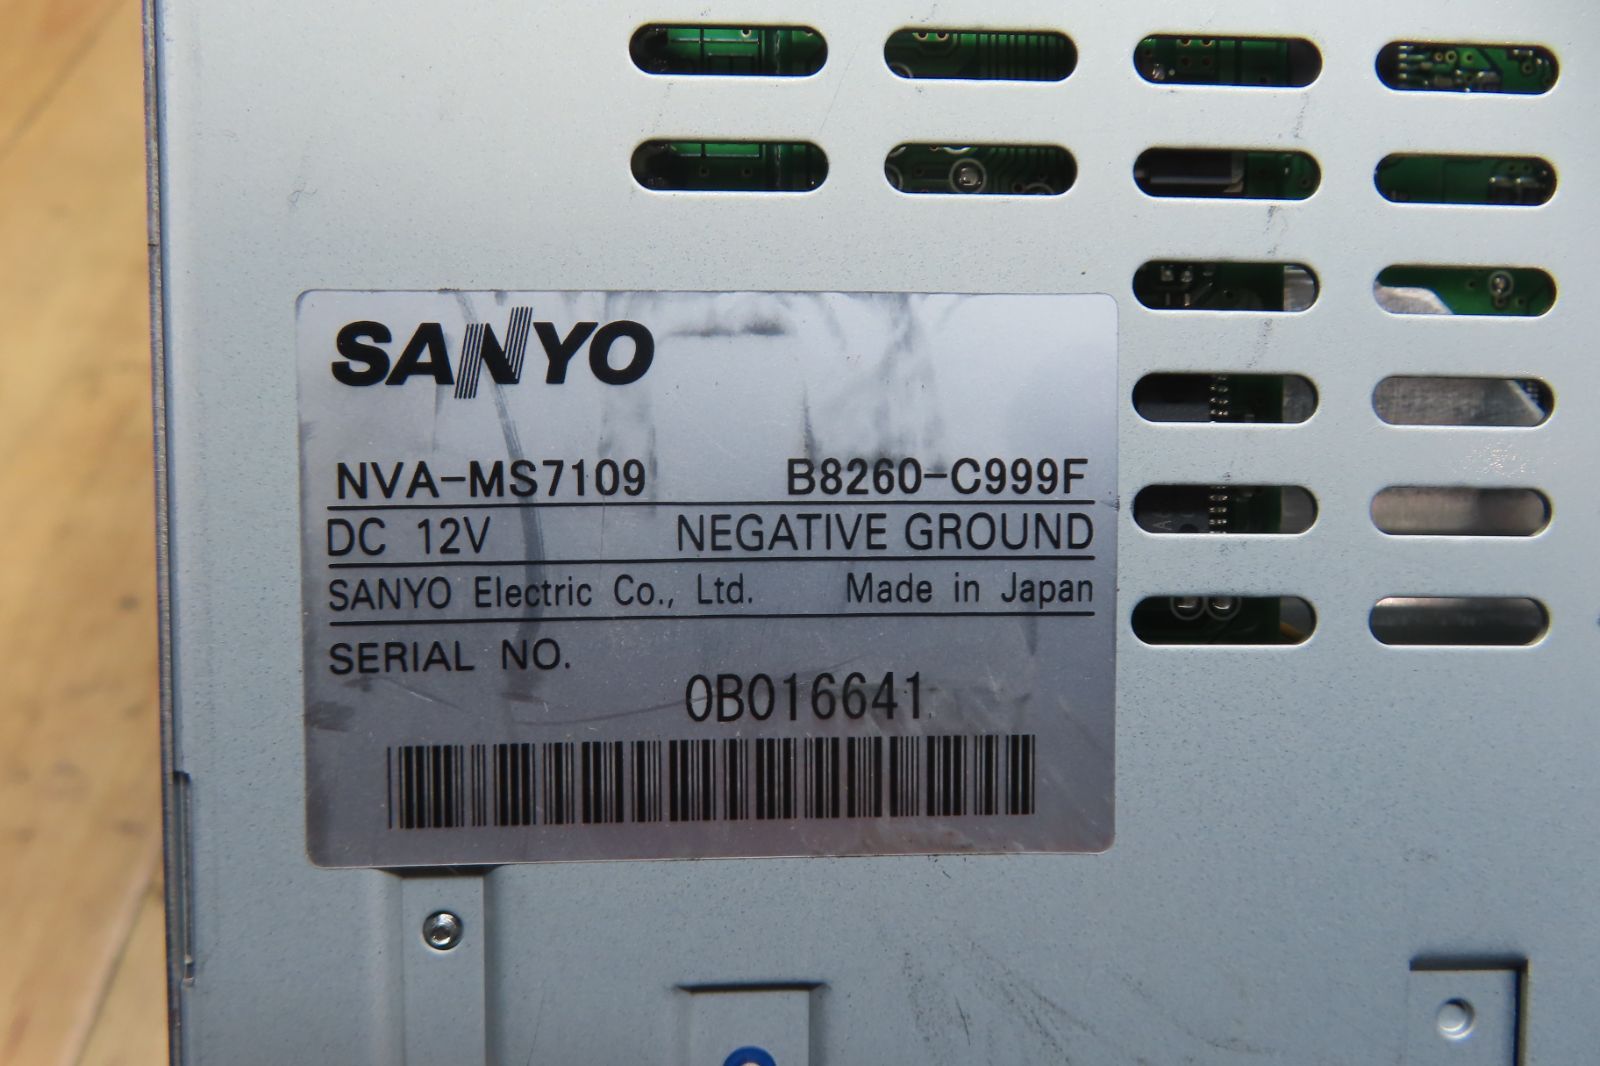 SANYO
NVA-MS7109 B8260-C999F
DC 12V NEGATIVE GROUND
SANYO Electric Co., Ltd. Made in Japan
SERIAL NO.
0B016641